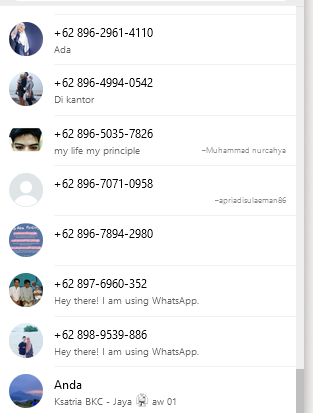 +62 896-2961-4110
Ada
+62 896-4994-0542
Di kantor
+62 896-5035-7826
my life my principle ~Muhammad nurcahya
+62 896-7071-0958
~apriadisulaeman86
+62 896-7894-2980
+62 897-6960-352
Hey there! I am using WhatsApp.
+62 898-9539-886
Hey there! I am using WhatsApp.
Anda
Ksatria BKC - Jaya aw 01